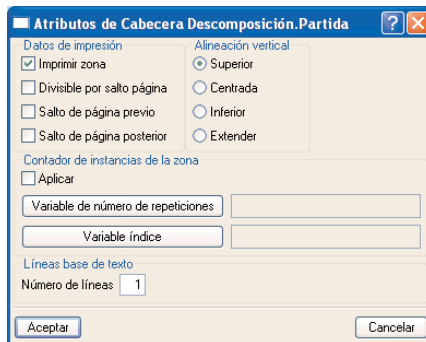 Atributos de Cabecera Descomposición.Partida
Datos de impresión
Imprimir zona
Divisible por salto página
Salto de página previo
Salto de página posterior
Alineación vertical
Superior
Centrada
Inferior
Extender
Contador de instancias de la zona
Aplicar
Variable de número de repeticiones
Variable índice
Líneas base de texto
Número de líneas 1
Aceptar
Cancelar